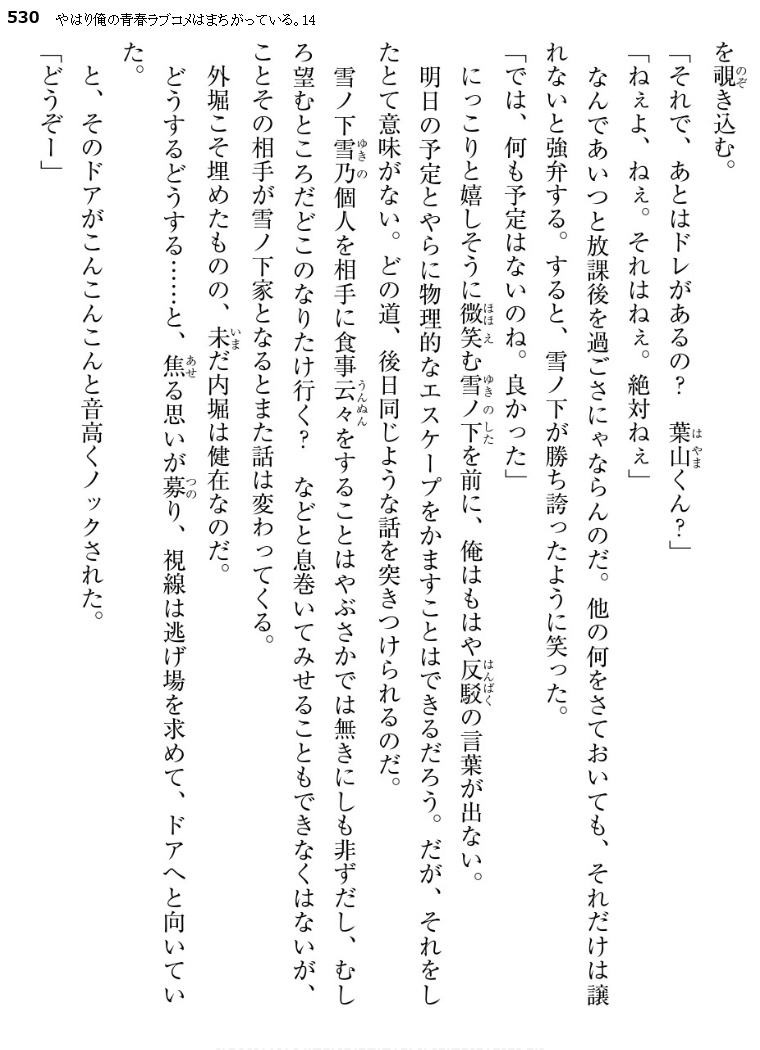 530 やはり俺の青春ラブコメはまちがっている。14
を覗き込む。
「それで、あとはドレがあるの？　葉山くん？」
「ねぇよ、ねぇ。それはねぇ。絶対ねぇ」
なんであいつと放課後を過ごさにゃならんのだ。他の何をさておいても、それだけは譲
れないと強弁する。すると、雪ノ下が勝ち誇ったように笑った。
「では、何も予定はないのね。良かった」
にっこりと嬉しそうに微笑む雪ノ下を前に、俺はもはや反駁の言葉が出ない。
明日の予定とやらに物理的なエスケープをかますことはできるだろう。だが、それをし
たとて意味がない。どの道、後日同じような話を突きつけられるのだ。
雪ノ下雪乃個人を相手に食事云々をすることはやぶさかでは無きにしも非ずだし、むし
ろ望むところだどこのなりたけ行く？　などと息巻いてみせることもできなくはないが、
ことその相手が雪ノ下家となるとまた話は変わってくる。
外堀こそ埋めたものの、未だ内堀は健在なのだ。
どうするどうする……と、焦る思いが募り、視線は逃げ場を求めて、ドアへと向いてい
た。
と、そのドアがこんこんこんと音高くノックされた。
「どうぞー」